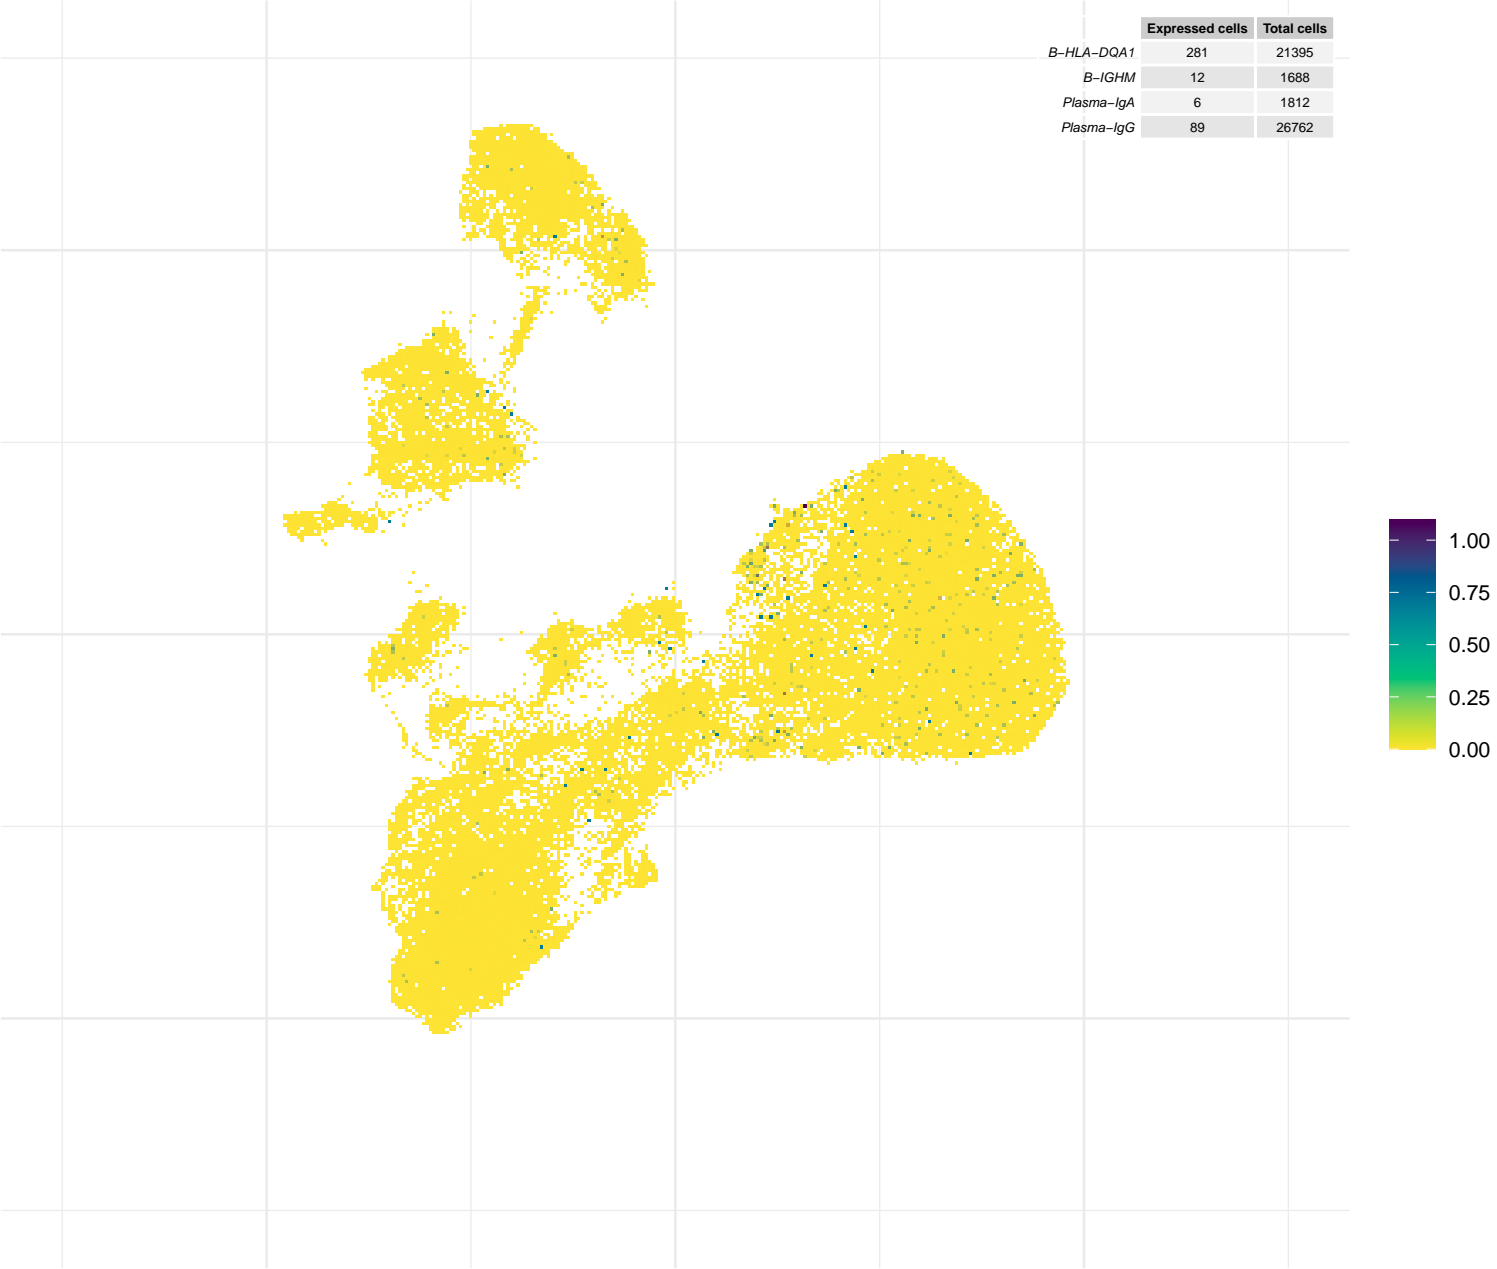 Expressed cells Total cells
B−HLA−DQA1 281 21395
B−IGHM 12 1688
Plasma−IgA 6 1812
Plasma−IgG 89 26762
1.00
0.75
0.50
0.25
0.00